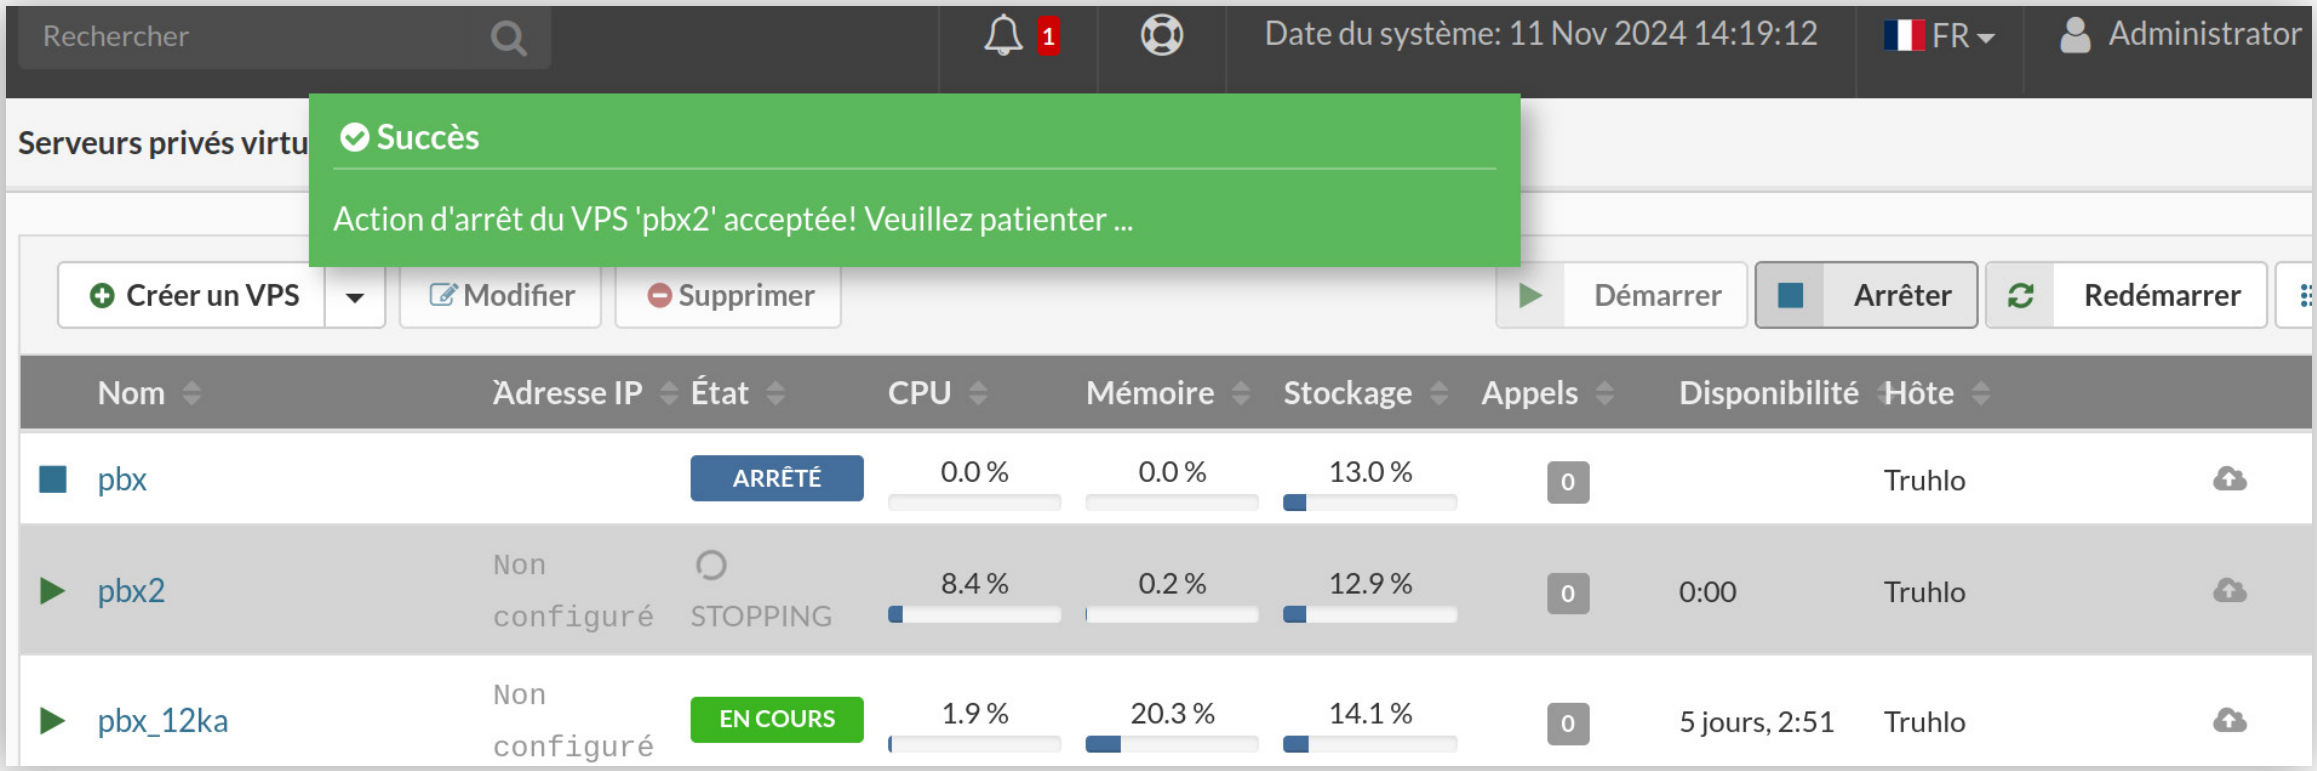 Rechercher
1
Date du système: 11 Nov 2024 14:19:12
FR
Administrator
Serveurs privés virtu
Succès
Action d'arrêt du VPS 'pbx2' acceptée! Veuillez patienter ...
Créer un VPS
Modifier
Supprimer
Démarrer
Arrêter
Redémarrer
Nom Adresse IP État CPU Mémoire Stockage Appels Disponibilité Hôte
pbx ARRÊTÉ 0.0 % 0.0 % 13.0 % 0 Truhlo
pbx2 Non configuré STOPPING 8.4 % 0.2 % 12.9 % 0 0:00 Truhlo
pbx_12ka Non configuré EN COURS 1.9 % 20.3 % 14.1 % 0 5 jours, 2:51 Truhlo